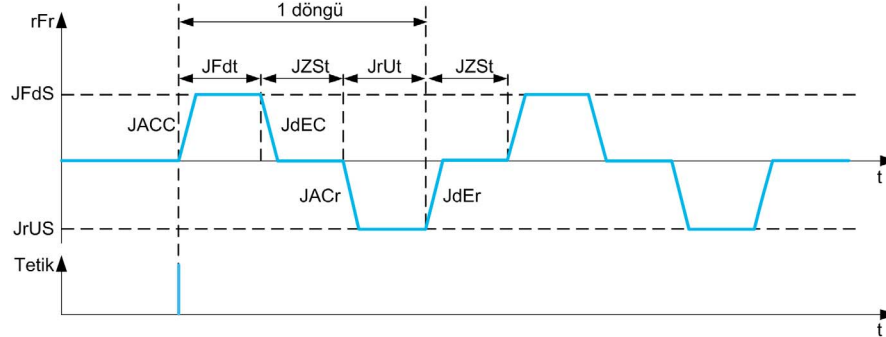 rFr
1 döngü
JFdt JZSt JrUt JZSt
JFdS
JACC JdEC
t
JACr JdEr
JrUS
Tetik
t